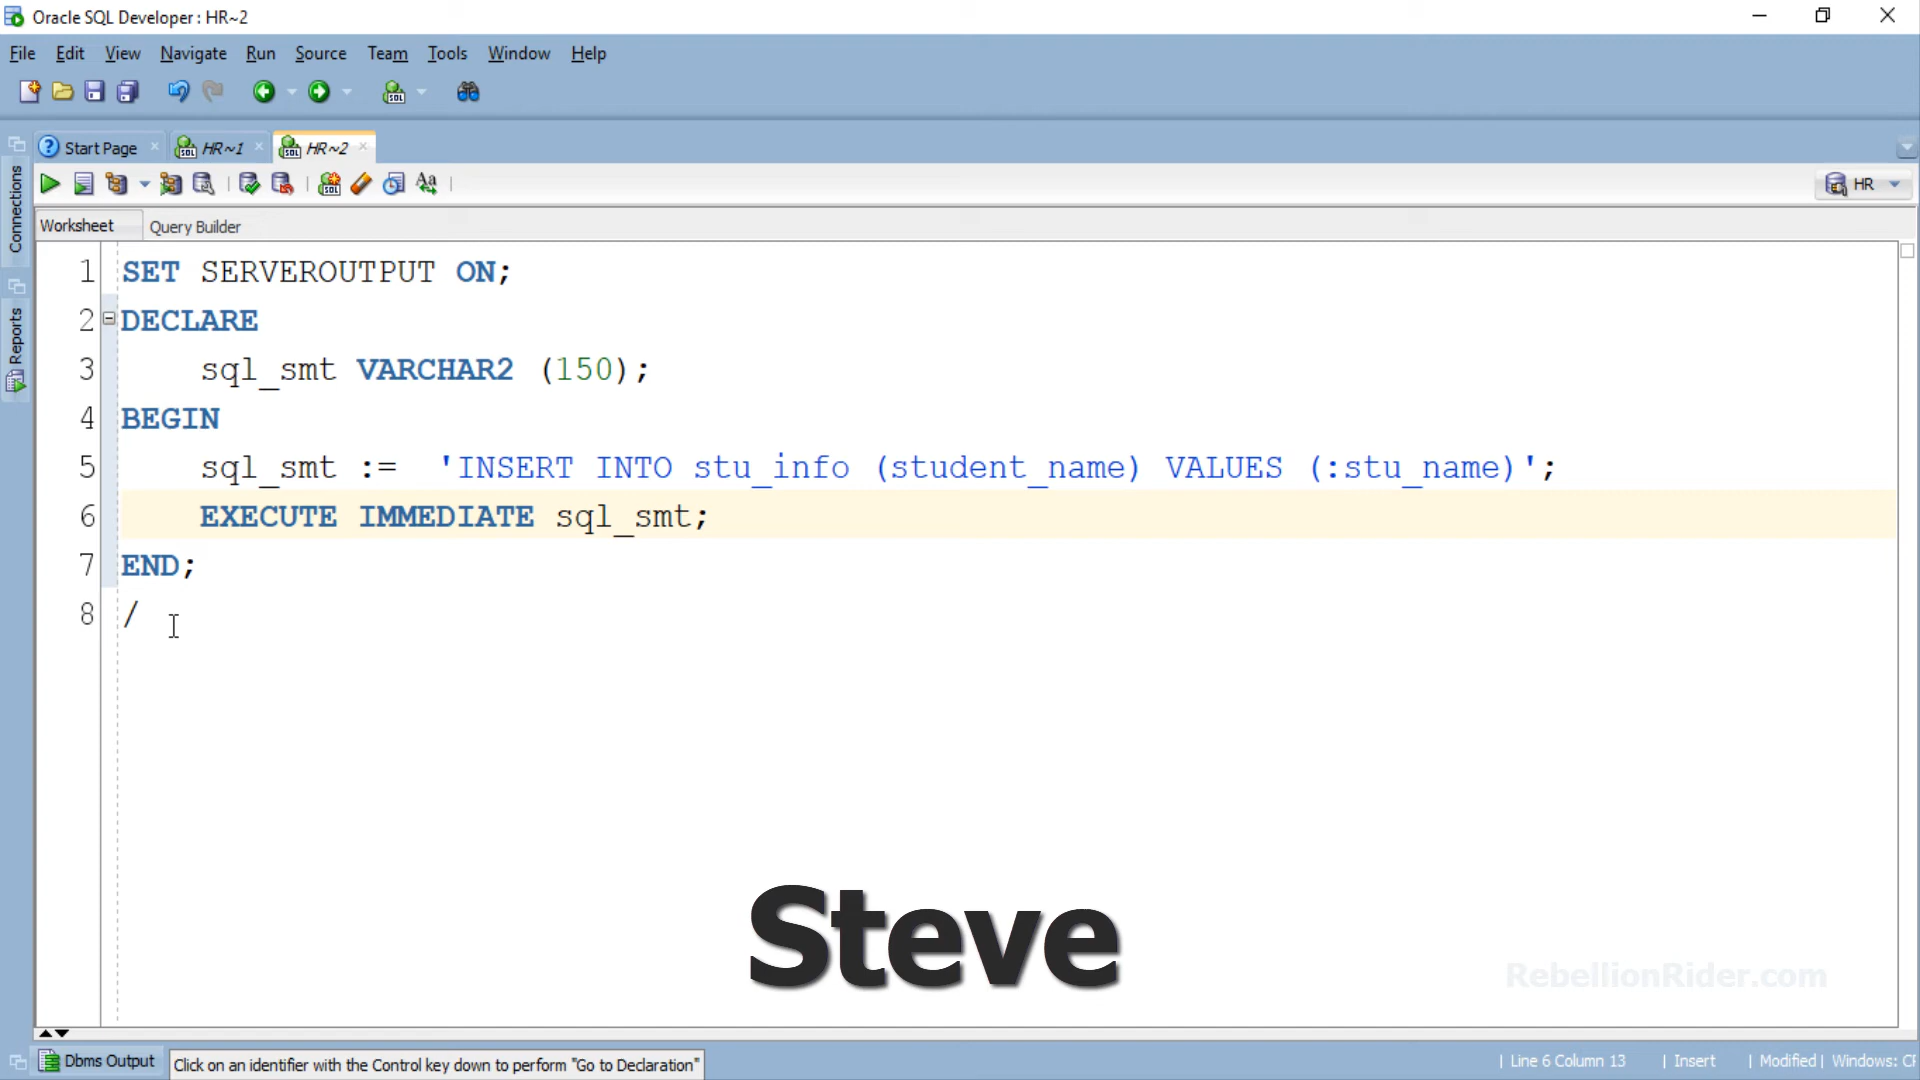 Oracle SQL Developer : HR~2
File Edit View Navigate Run Source Team Tools Window Help
Start Page HR~1 HR~2
HR
Worksheet Query Builder
Connections
Reports
1 SET SERVEROUTPUT ON;
2 DECLARE
3 sql_smt VARCHAR2 (150);
4 BEGIN
5 sql_smt := 'INSERT INTO stu_info (student_name) VALUES (:stu_name)';
6 EXECUTE IMMEDIATE sql_smt;
7 END;
8 /
Steve
RebellionRider.com
Dbms Output Click on an identifier with the Control key down to perform "Go to Declaration" | Line 6 Column 13 | Insert | Modified | Windows: CF